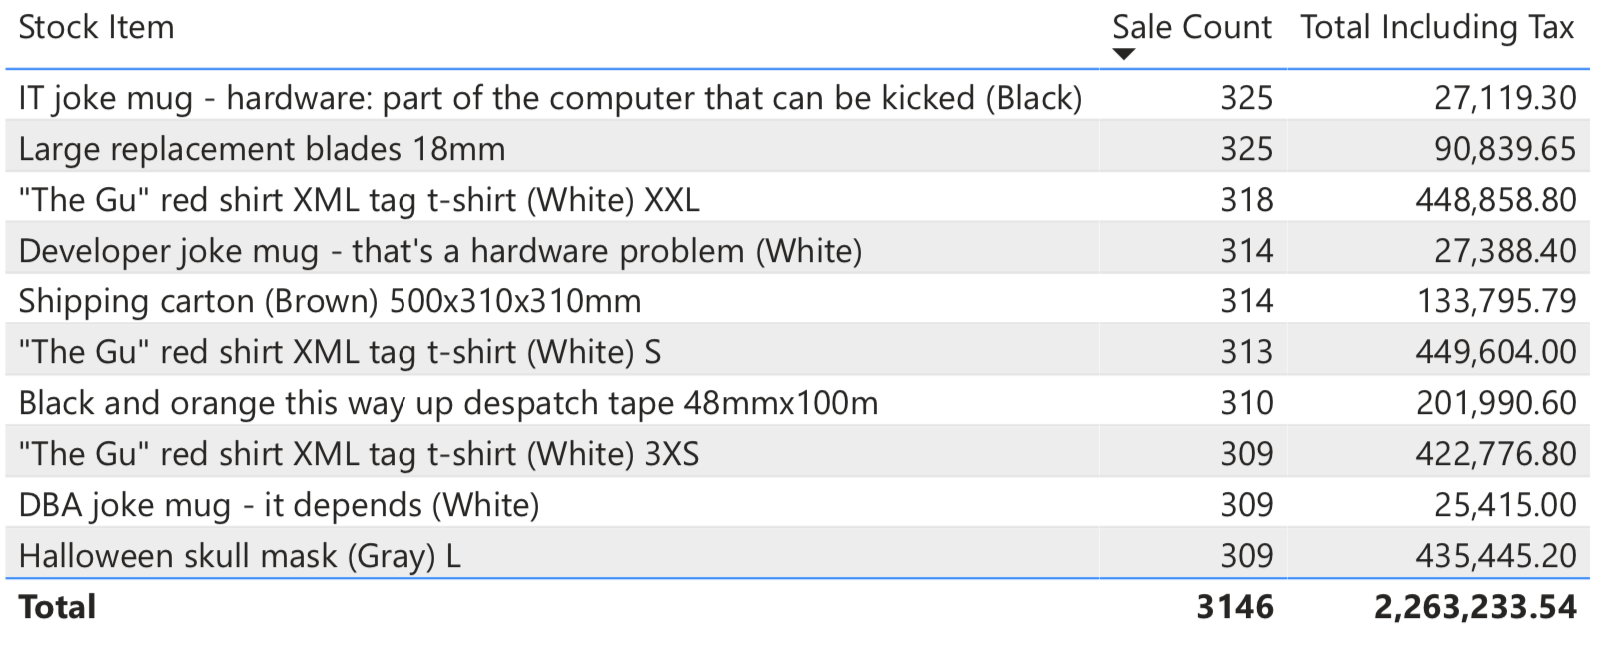 Stock Item Sale Count Total Including Tax
IT joke mug - hardware: part of the computer that can be kicked (Black) 325 27,119.30
Large replacement blades 18mm 325 90,839.65
"The Gu" red shirt XML tag t-shirt (White) XXL 318 448,858.80
Developer joke mug - that's a hardware problem (White) 314 27,388.40
Shipping carton (Brown) 500x310x310mm 314 133,795.79
"The Gu" red shirt XML tag t-shirt (White) S 313 449,604.00
Black and orange this way up despatch tape 48mmx100m 310 201,990.60
"The Gu" red shirt XML tag t-shirt (White) 3XS 309 422,776.80
DBA joke mug - it depends (White) 309 25,415.00
Halloween skull mask (Gray) L 309 435,445.20
Total 3146 2,263,233.54